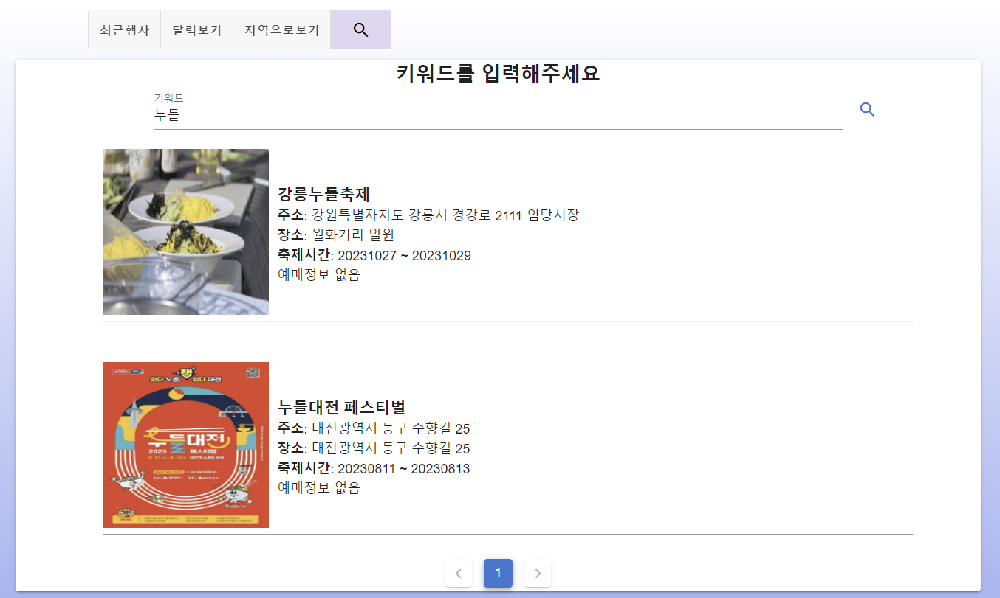 최근행사
달력보기
지역으로보기
키워드를 입력해주세요
키워드
누들
강릉누들축제
주소: 강원특별자치도 강릉시 경강로 2111 임당시장
장소: 월화거리 일원
축제시간: 20231027 ~ 20231029
예매정보 없음
누들대전
2023
페스티벌
누들대전 페스티벌
주소: 대전광역시 동구 수향길 25
장소: 대전광역시 동구 수향길 25
축제시간: 20230811 ~ 20230813
예매정보 없음
1